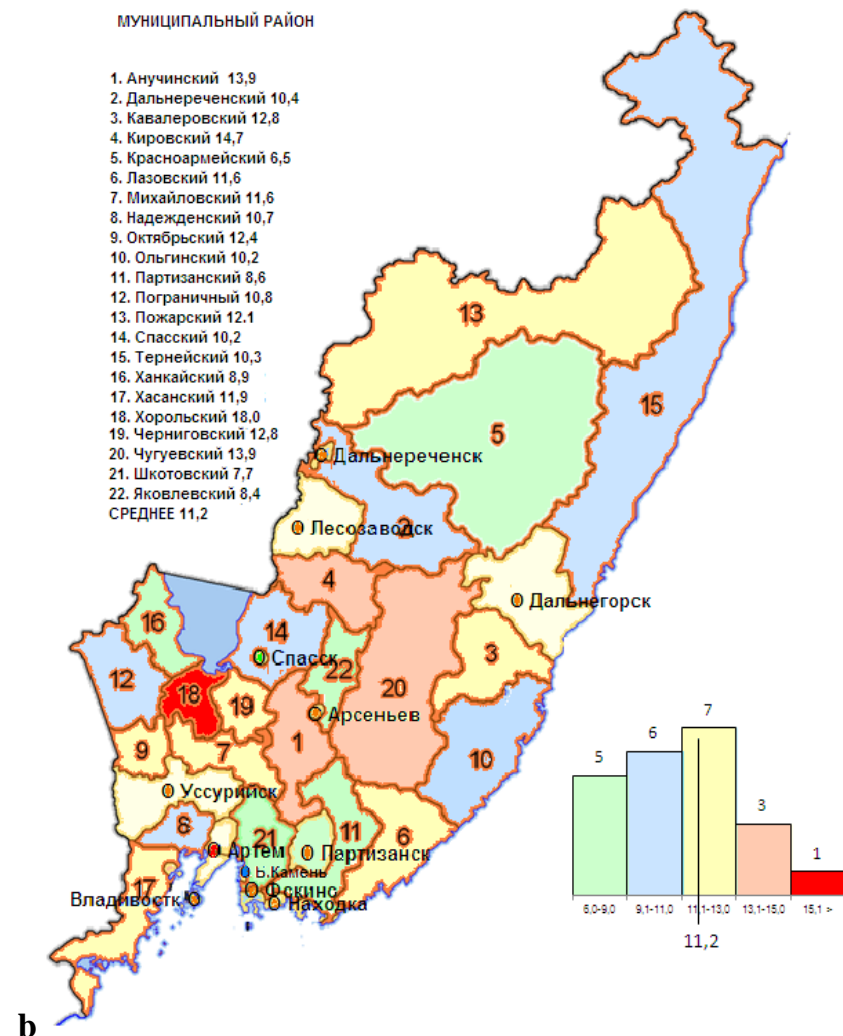 МУНИЦИПАЛЬНЫЙ РАЙОН
1. Анучинский 13,9
2. Дальнереченский 10,4
3. Кавалеровский 12,8
4. Кировский 14,7
5. Красноармейский 6,5
6. Лазовский 11,6
7. Михайловский 11,6
8. Надежденский 10,7
9. Октябрьский 12,4
10. Ольгинский 10,2
11. Партизанский 8,6
12. Пограничный 10,8
13. Пожарский 12.1
14. Спасский 10,2
15. Тернейский 10,3
16. Ханкайский 8,9
17. Хасанский 11,9
18. Хорольский 18,0
19. Черниговский 12,8
20. Чугуевский 13,9
21. Шкотовский 7,7
22. Яковлевский 8,4
СРЕДНЕЕ 11,2
13
15
5
Дальнереченск
Лесозаводск
2
4
Дальнегорск
16
14
Спасск
3
12
22
18
20
19
Арсеньев
1
9
7
10
Уссурийск
8
21
11
6
Артем
Партизанск
Б.Камень
17
Фскинс
Владивостк
Находка
5
6
7
3
1
6,0-9,0
9,1-11,0
11,1-13,0
13,1-15,0
15,1 >
11,2
b